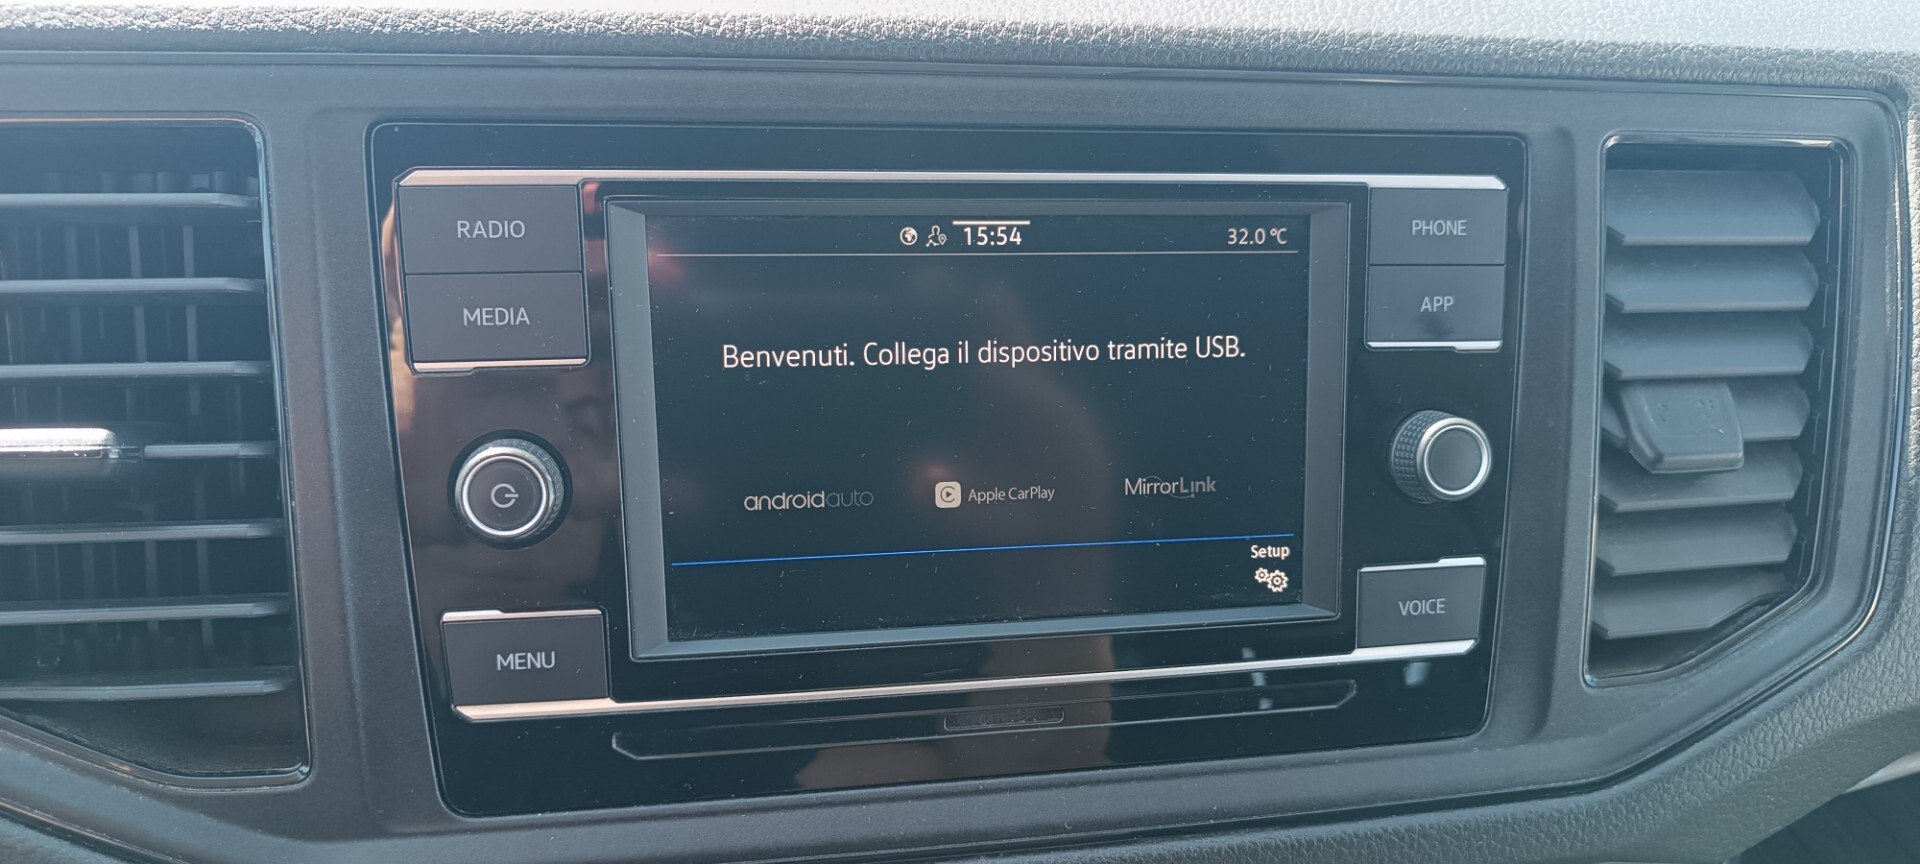 RADIO
MEDIA
MENU
15:54
32.0 °C
Benvenuti. Collega il dispositivo tramite USB.
androidauto
Apple CarPlay
MirrorLink
Setup
PHONE
APP
VOICE